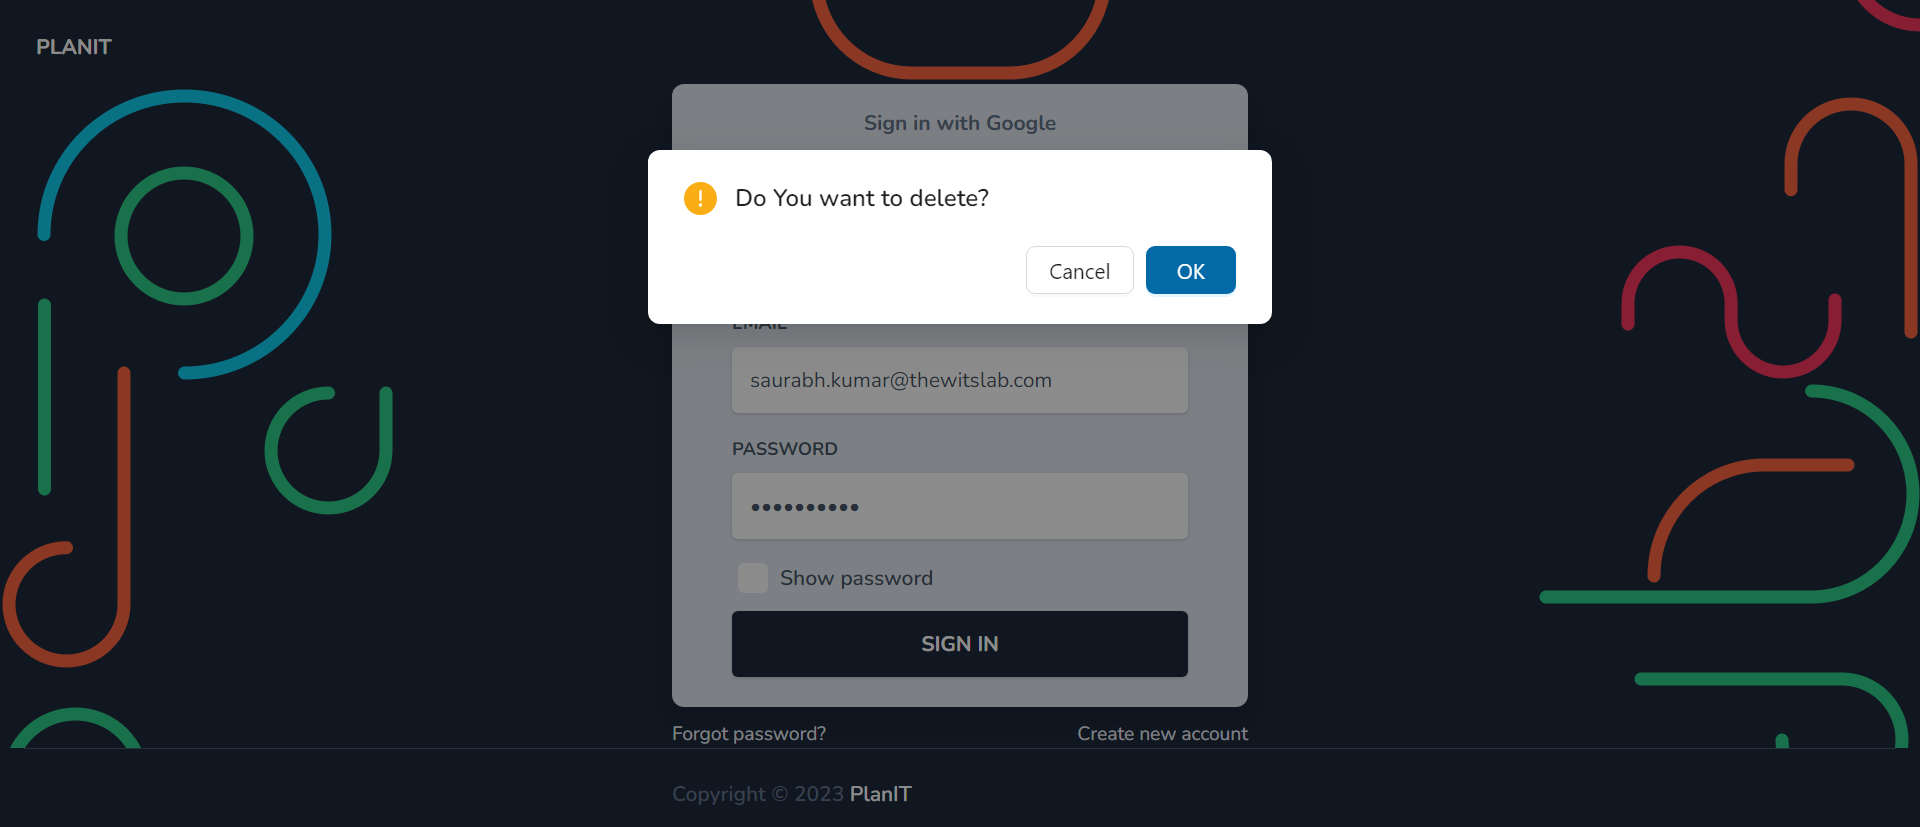 PLANIT
Sign in with Google
Do You want to delete?
Cancel OK
EMAIL
saurabh.kumar@thewitslab.com
PASSWORD
••••••••••
Show password
SIGN IN
Forgot password? Create new account
Copyright © 2023 PlanIT